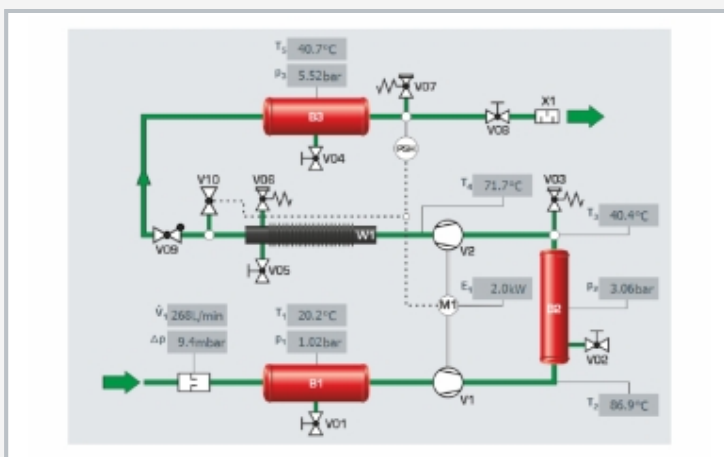 T₅ 40.7°C
p₃ 5.52bar
V07
X1
B3
V08
PSH
V04
V10
V06
V03
T₄ 71.7°C
T₃ 40.4°C
W1
V09
V2
V05
E₁ 2.0kW
p₂ 3.06bar
M1
B2
V̇₁ 268L/min
T₁ 20.2°C
Δp 9.4mbar
p₁ 1.02bar
V02
B1
V1
T₂ 86.9°C
V01